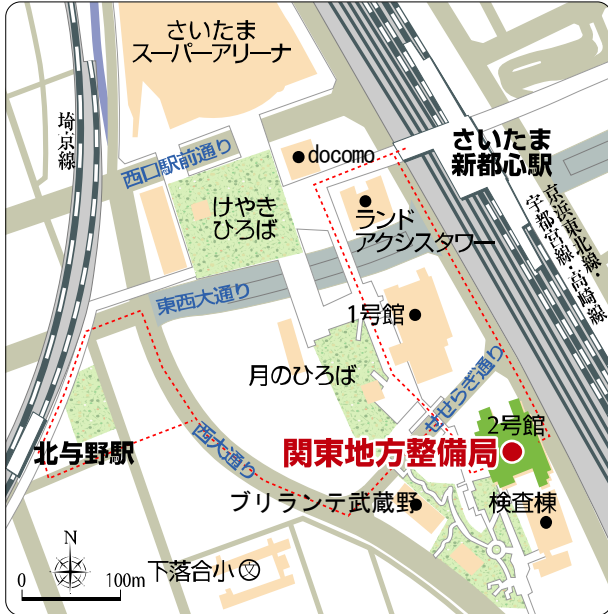 さいたま
スーパーアリーナ
埼京線
西口駅前通り
docomo
さいたま
新都心駅
けやき
ひろば
ランド
アクシスタワー
京浜東北線・
宇都宮線・高崎線
東西大通り
1号館
月のひろば
せせらぎ通り
2号館
北与野駅
西大通り
関東地方整備局
ブリランテ武蔵野
検査棟
N
下落合小 文
0 100m